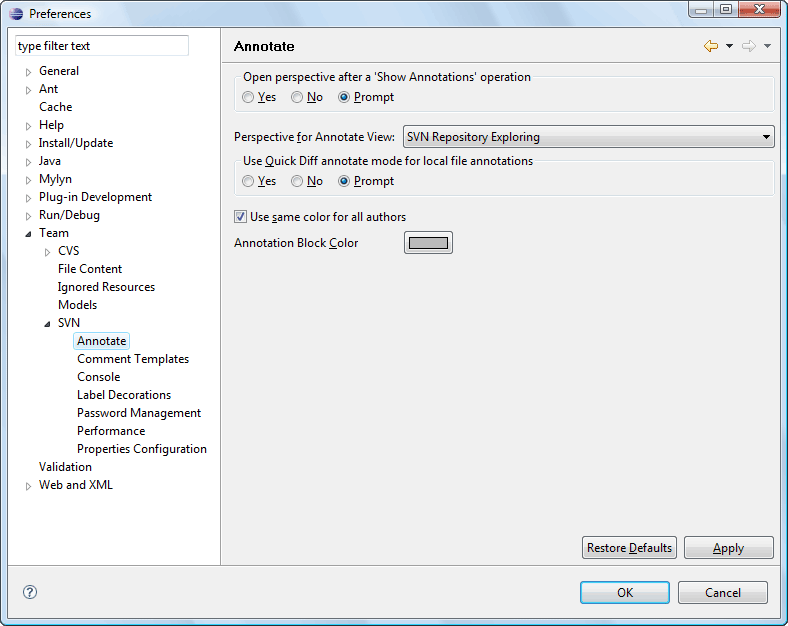 Preferences
type filter text
General
Ant
Cache
Help
Install/Update
Java
Mylyn
Plug-in Development
Run/Debug
Team
CVS
File Content
Ignored Resources
Models
SVN
Annotate
Comment Templates
Console
Label Decorations
Password Management
Performance
Properties Configuration
Validation
Web and XML
Annotate
Open perspective after a 'Show Annotations' operation
Yes No Prompt
Perspective for Annotate View: SVN Repository Exploring
Use Quick Diff annotate mode for local file annotations
Yes No Prompt
Use same color for all authors
Annotation Block Color
Restore Defaults Apply
? OK Cancel